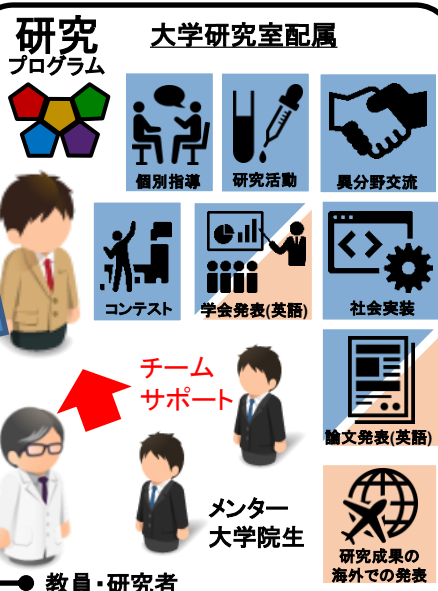 研究
プログラム
大学研究室配属
個別指導
研究活動
異分野交流
コンテスト
学会発表(英語)
社会実装
チーム
サポート
論文発表(英語)
メンター
大学院生
研究成果の
海外での発表
教員・研究者